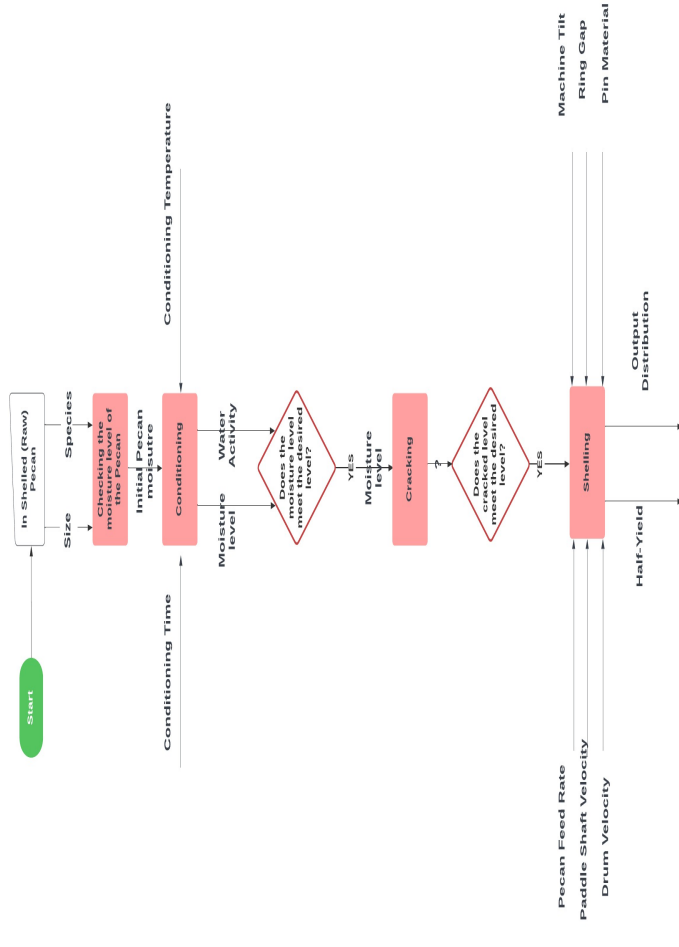 Start
In Shelled (Raw)
Pecan
Size
Species
Checking the
moisture level of
the Pecan
Initial Pecan
moisutre
Conditioning Time
Conditioning
Conditioning Temperature
Moisture
level
Water
Activity
Does the
moisture level
meet the desired
level?
YES
Moisture
level
Cracking
?
Does the
cracked level
meet the desired
level?
YES
Pecan Feed Rate
Paddle Shaft Velocity
Drum Velocity
Shelling
Machine Tilt
Ring Gap
Pin Material
Half-Yield
Output
Distribution